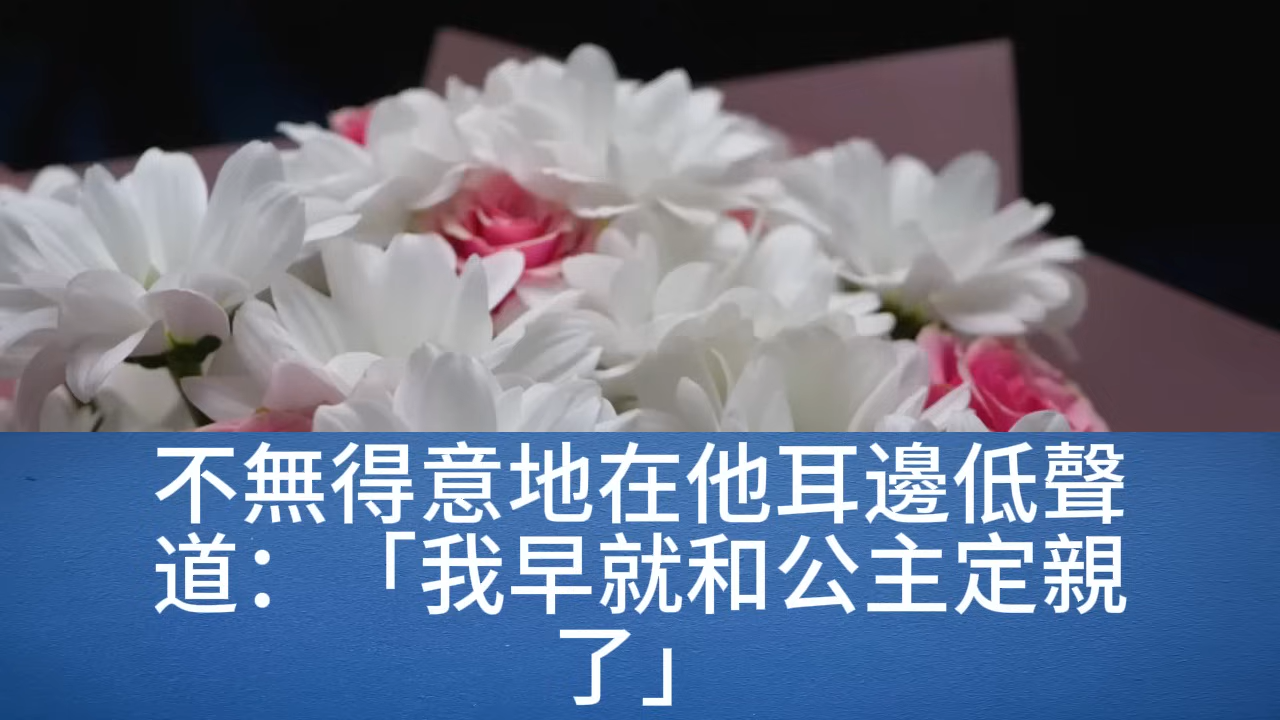 不無得意地在他耳邊低聲
道：「我早就和公主定親
了」